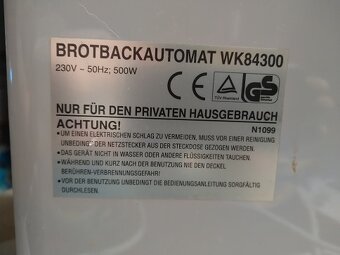 BROTBACKAUTOMAT WK84300
230V ~ 50Hz; 500W
CE TÜV Rheinland GS
NUR FÜR DEN PRIVATEN HAUSGEBRAUCH
ACHTUNG! N1099
•UM EINEN ELEKTRISCHEN SCHLAG ZU VERMEIDEN, MUSS VOR EINER REINIGUNG
UNBEDINGT DER NETZSTECKER AUS DER STECKDOSE GEZOGEN WERDEN.
•DAS GERÄT NICHT IN WASSER ODER ANDERE FLÜSSIGKEITEN TAUCHEN.
•WÄHREND UND KURZ NACH DER BENUTZUNG NIE DEN DECKEL
BERÜHREN-VERBRENNUNGSGEFAHR!
•VOR DER BENUTZUNG UNBEDINGT DIE BEDIENUNGSANLEITUNG SORGFÄLTIG
DURCHLESEN.